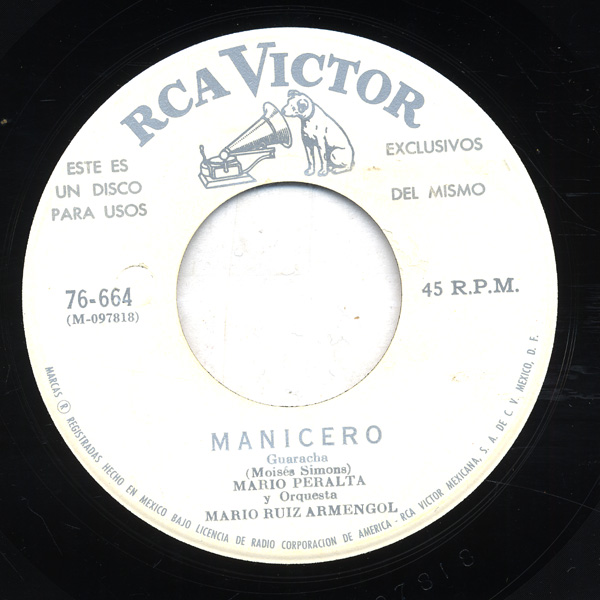 RCA VICTOR
ESTE ES
UN DISCO
PARA USOS
EXCLUSIVOS
DEL MISMO
76-664
(M-097818)
45 R.P.M.
MANICERO
Guaracha
(Moisés Simons)
MARIO PERALTA
y Orquesta
MARIO RUIZ ARMENGOL
MARCAS ® REGISTRADAS HECHO EN MEXICO BAJO LICENCIA DE RADIO CORPORACION DE AMERICA - RCA VICTOR MEXICANA, S. A. DE C. V. MEXICO, D. F.